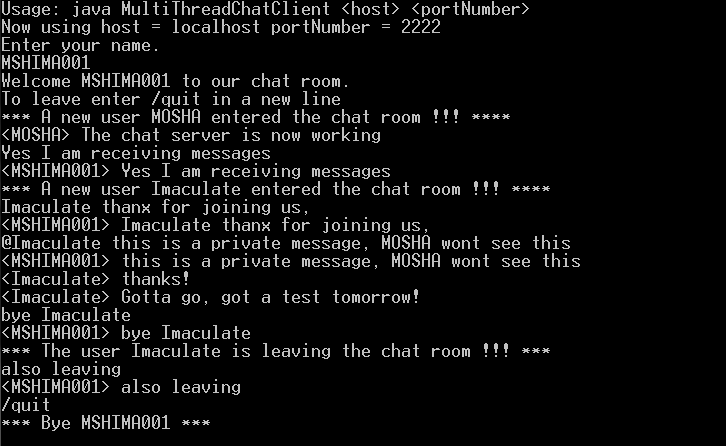 Usage: java MultiThreadChatClient <host> <portNumber>
Now using host = localhost portNumber = 2222
Enter your name.
MSHIMA001
Welcome MSHIMA001 to our chat room.
To leave enter /quit in a new line
*** A new user MOSHA entered the chat room !!! ****
<MOSHA> The chat server is now working
Yes I am receiving messages
<MSHIMA001> Yes I am receiving messages
*** A new user Imaculate entered the chat room !!! ****
Imaculate thanx for joining us,
<MSHIMA001> Imaculate thanx for joining us,
@Imaculate this is a private message, MOSHA wont see this
<MSHIMA001> this is a private message, MOSHA wont see this
<Imaculate> thanks!
<Imaculate> Gotta go, got a test tomorrow!
bye Imaculate
<MSHIMA001> bye Imaculate
*** The user Imaculate is leaving the chat room !!! ***
also leaving
<MSHIMA001> also leaving
/quit
*** Bye MSHIMA001 ***